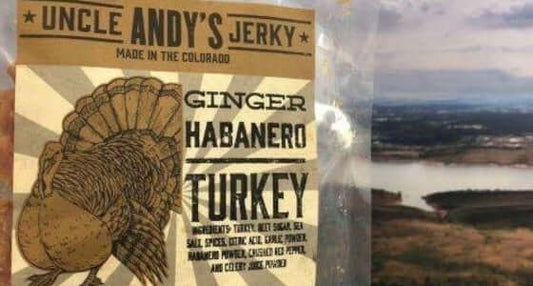 ★ UNCLE ANDY'S JERKY ★
MADE IN THE COLORADO
GINGER
HABANERO
TURKEY
INGREDIENTS: TURKEY, BEET SUGAR, SEA
SALT, SPICES, CITRIC ACID, GARLIC POWDER,
HABANERO POWDER, CRUSHED RED PEPPER,
AND CELERY JUICE POWDER